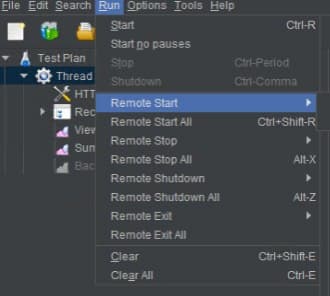 File Edit Search Run Options Tools Help
Start Ctrl-R
Start no pauses
Stop Ctrl-Period
Shutdown Ctrl-Comma
Remote Start
Remote Start All Ctrl+Shift-R
Remote Stop
Remote Stop All Alt-X
Remote Shutdown
Remote Shutdown All Alt-Z
Remote Exit
Remote Exit All
Clear Ctrl+Shift-E
Clear All Ctrl-E
Test Plan
Thread
HTT
Rec
View
Sum
Bac